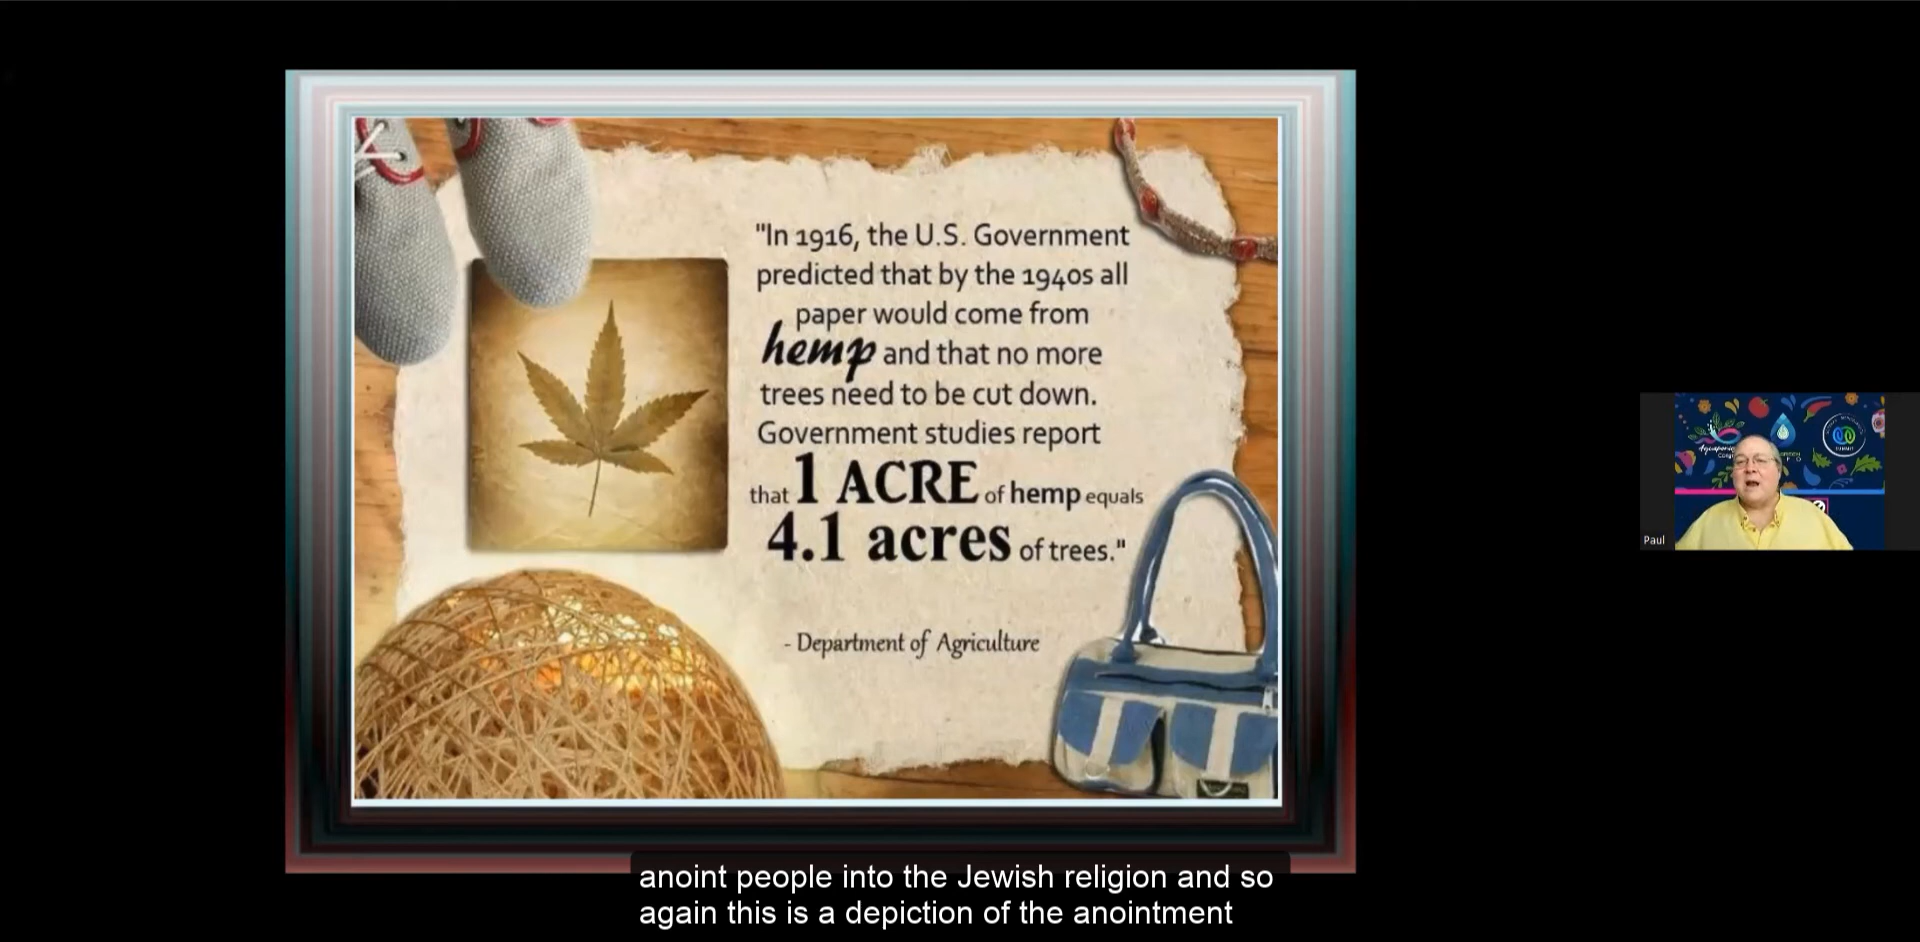 "In 1916, the U.S. Government
predicted that by the 1940s all
paper would come from
hemp and that no more
trees need to be cut down.
Government studies report
that 1 ACRE of hemp equals
4.1 acres of trees."
- Department of Agriculture
Paul
anoint people into the Jewish religion and so
again this is a depiction of the anointment